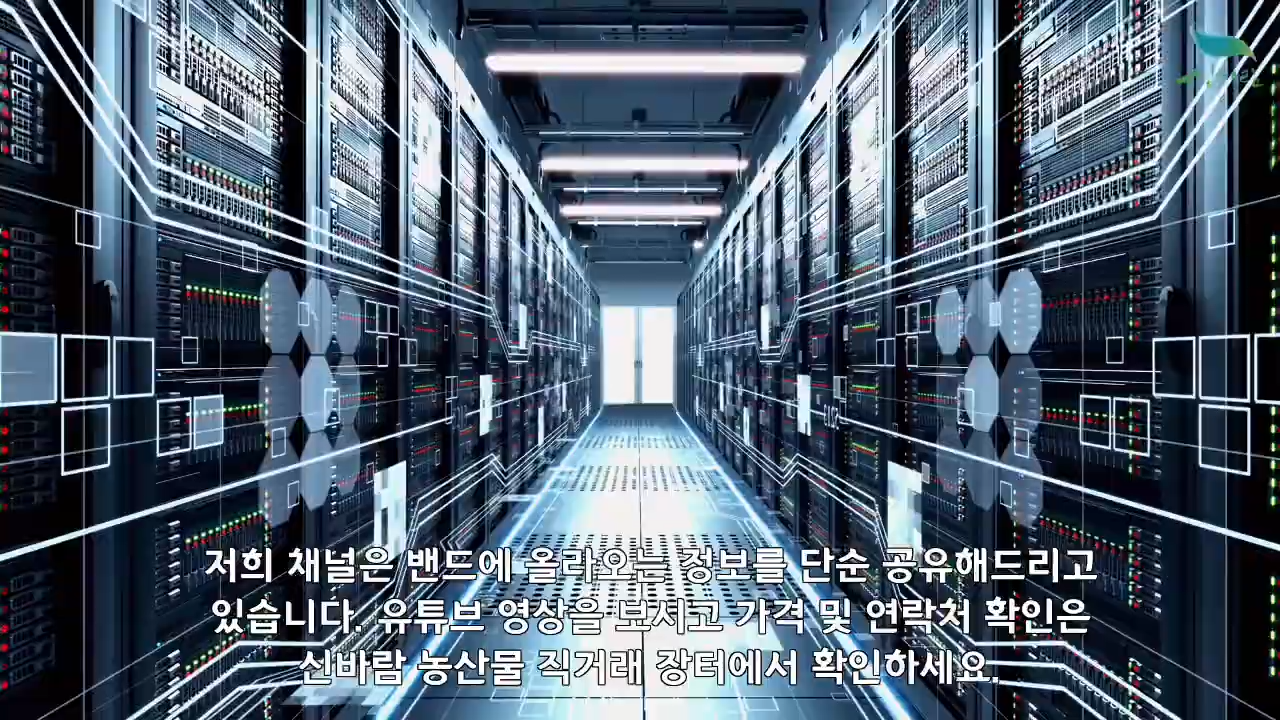 저희 채널은 밴드에 올라오는 정보를 단순 공유해드리고
있습니다. 유튜브 영상을 보시고 가격 및 연락처 확인은
신바람 농산물 직거래 장터에서 확인하세요.